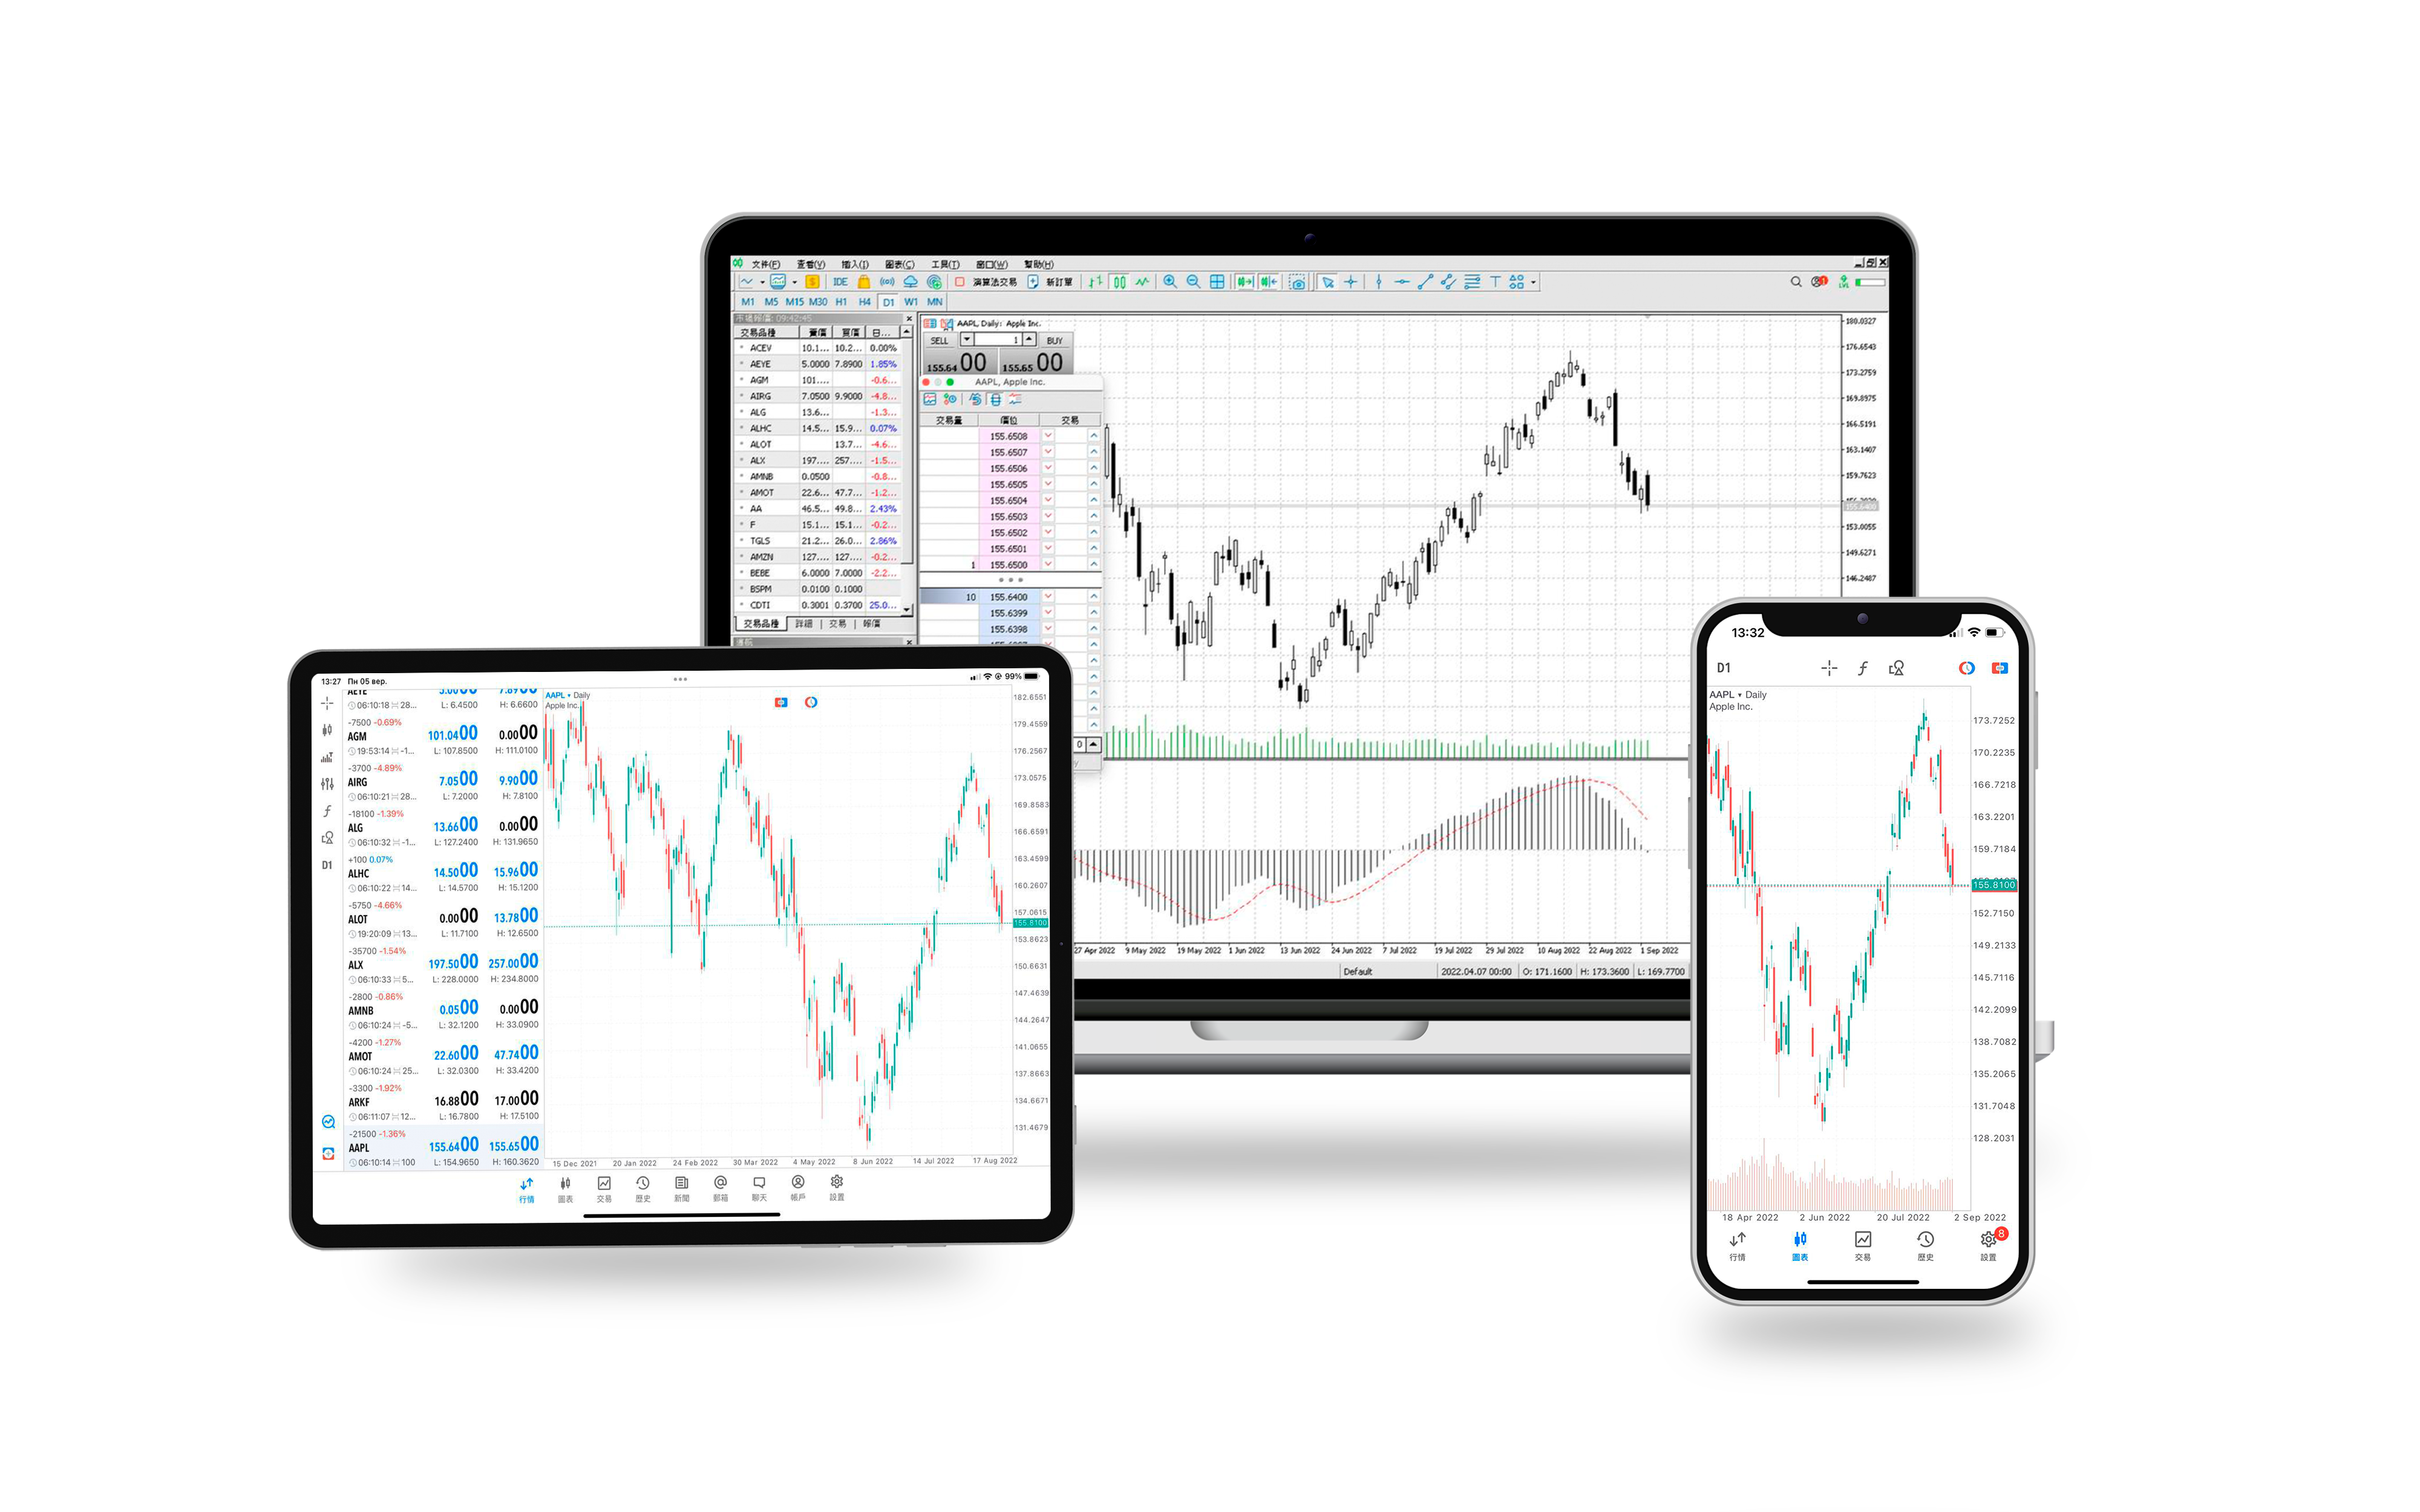 文件(F) 查看(V) 插入(I) 圖表(C) 工具(T) 窗口(W) 幫助(H)
IDE 演算法交易 新訂單
M1 M5 M15 M30 H1 H4 D1 W1 MN
市場報價: 09:42:45
交易品種 賣價 買價 日...
ACEV 10.1... 10.2... 0.00%
AEYE 5.0000 7.8900 1.85%
AGM 101.... -0.6...
AIRG 7.0500 9.9000 -4.8...
ALG 13.6... -1.3...
ALHC 14.5... 15.9... 0.07%
ALOT 13.7... -4.6...
ALX 197.... 257.... -1.5...
AMNB 0.0500 -0.8...
AMOT 22.6... 47.7... -1.2...
AA 46.5... 49.8... 2.43%
F 15.1... 15.1... -0.2...
TGLS 21.2... 26.0... 2.86%
AMZN 127.... 127.... -0.2...
BEBE 6.0000 7.0000 -2.2...
BSPM 0.0100 0.1000
CDTI 0.3001 0.3700 25.0...
交易品種 | 詳細 | 交易 | 報價
AAPL, Daily: Apple Inc.
SELL 1 BUY
155.64 00 155.65 00
AAPL, Apple Inc.
交易量 價位 交易
155.6508
155.6507
155.6506
155.6505
155.6504
155.6503
155.6502
155.6501
1 155.6500
10 155.6400
155.6399
155.6398
0
180.0327
176.6543
173.2759
169.8975
166.5191
163.1407
159.7623
155.6400
153.0055
149.6271
146.2487
27 Apr 2022 9 May 2022 19 May 2022 1 Jun 2022 13 Jun 2022 24 Jun 2022 7 Jul 2022 19 Jul 2022 29 Jul 2022 10 Aug 2022 22 Aug 2022 1 Sep 2022
Default 2022.04.07 00:00 O: 171.1600 H: 173.3600 L: 169.7700
13:27 Пн 05 вер. 99%
AEYE 5.0000 7.8900
06:10:18 28... L: 6.4500 H: 6.6600
-7500 -0.69%
AGM 101.0400 0.0000
19:53:14 -1... L: 107.8500 H: 111.0100
-3700 -4.89%
AIRG 7.0500 9.9000
06:10:21 28... L: 7.2000 H: 7.8100
-18100 -1.39%
ALG 13.6600 0.0000
06:10:32 -1... L: 127.2400 H: 131.9650
+100 0.07%
ALHC 14.5000 15.9600
06:10:22 14... L: 14.5700 H: 15.1200
-5750 -4.66%
ALOT 0.0000 13.7800
19:20:09 13... L: 11.7100 H: 12.6500
-35700 -1.54%
ALX 197.5000 257.0000
06:10:33 5... L: 228.0000 H: 234.8000
-2800 -0.86%
AMNB 0.0500 0.0000
06:10:24 -5... L: 32.1200 H: 33.0900
-4200 -1.27%
AMOT 22.6000 47.7400
06:10:24 25... L: 32.0300 H: 33.4200
-3300 -1.92%
ARKF 16.8800 17.0000
06:11:07 12... L: 16.7800 H: 17.5100
-21500 -1.36%
AAPL 155.6400 155.6500
06:10:14 100 L: 154.9650 H: 160.3620
D1
AAPL • Daily
Apple Inc.
182.6551
179.4559
176.2567
173.0575
169.8583
166.6591
163.4599
160.2607
157.0615
155.8100
153.8623
150.6631
147.4639
144.2647
141.0655
137.8663
134.6671
131.4679
15 Dec 2021 20 Jan 2022 24 Feb 2022 30 Mar 2022 4 May 2022 8 Jun 2022 14 Jul 2022 17 Aug 2022
行情 圖表 交易 歷史 新聞 郵箱 聊天 帳戶 設置
13:32
D1
AAPL ▾ Daily
Apple Inc.
173.7252
170.2235
166.7218
163.2201
159.7184
155.8100
152.7150
149.2133
145.7116
142.2099
138.7082
135.2065
131.7048
128.2031
18 Apr 2022 2 Jun 2022 20 Jul 2022 2 Sep 2022
8
行情 圖表 交易 歷史 設置